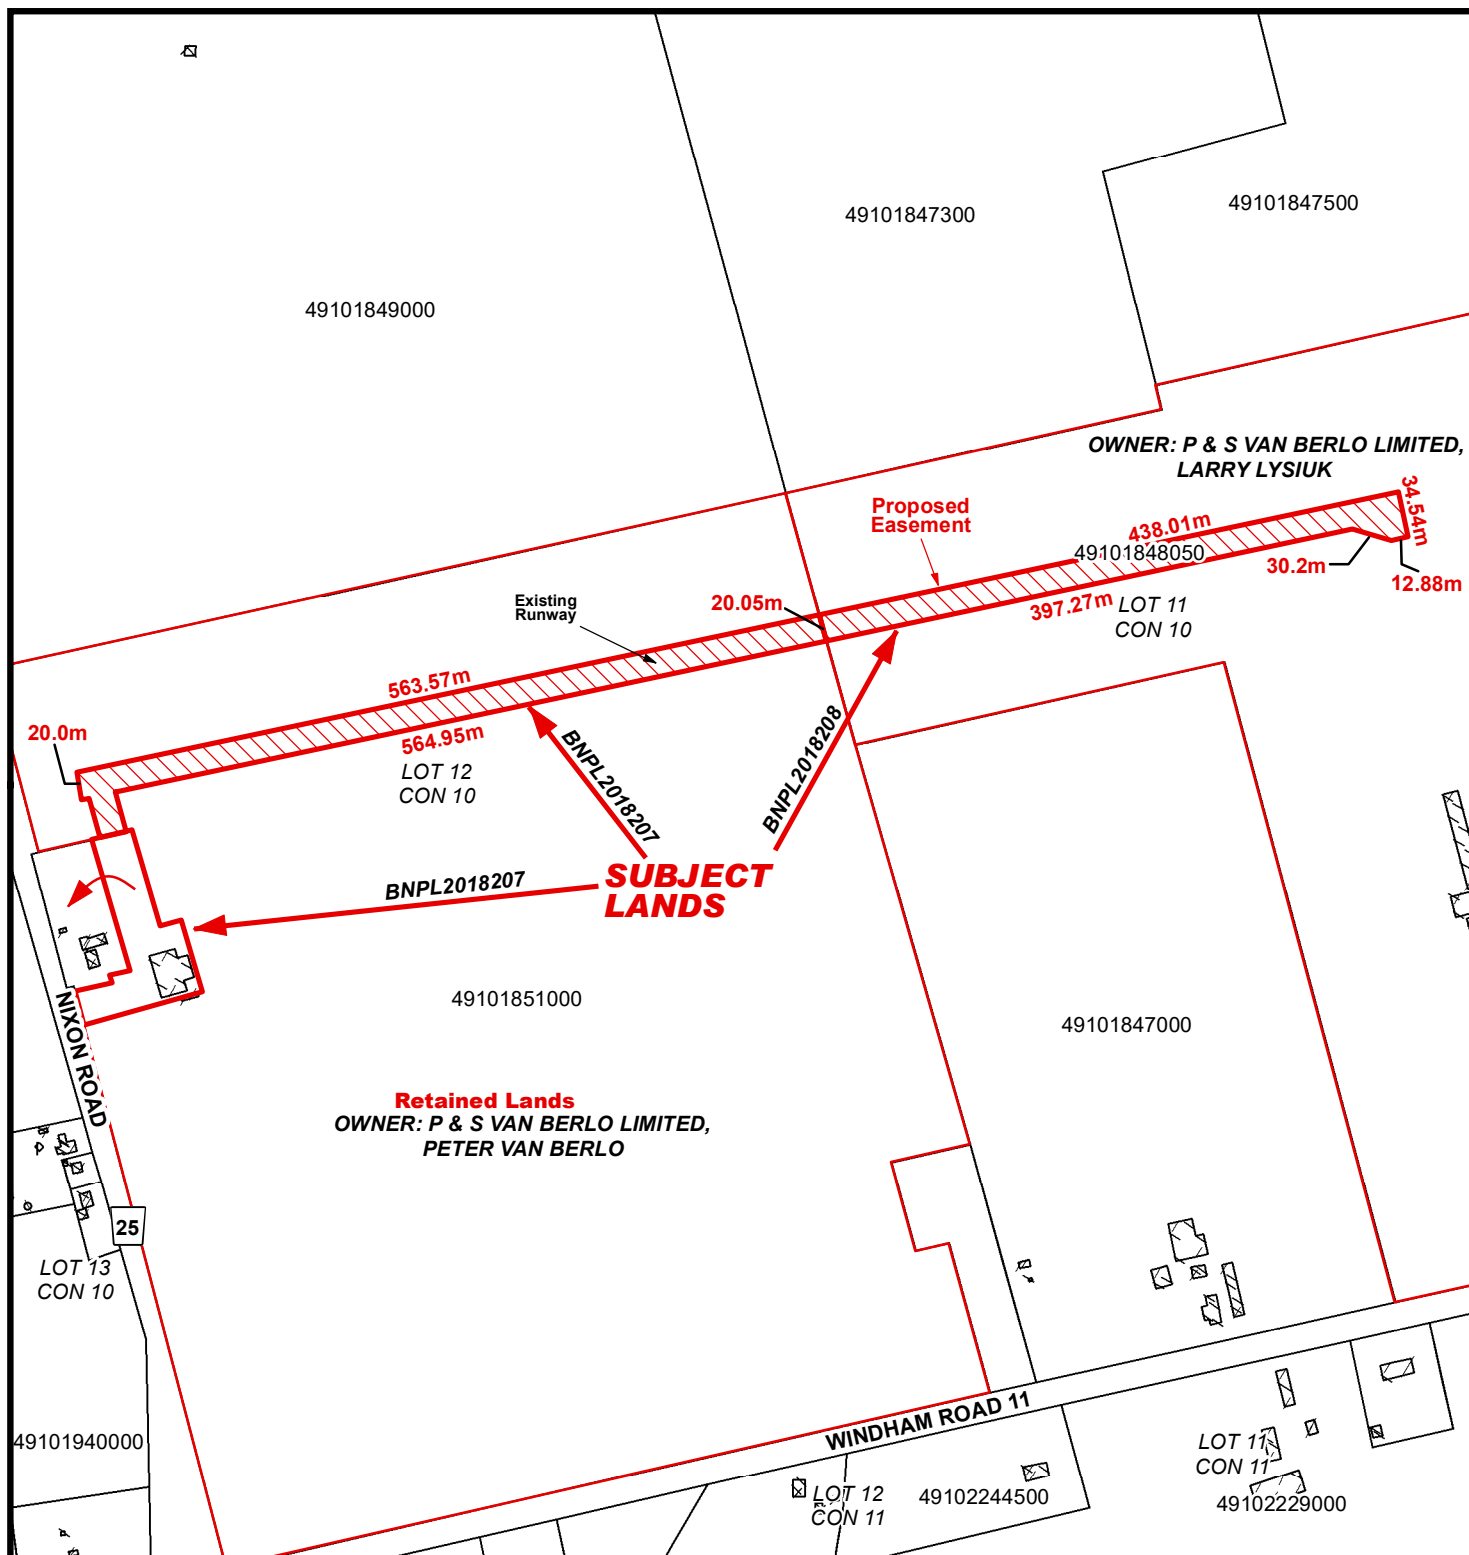 49101847500
49101847300
49101849000
OWNER: P & S VAN BERLO LIMITED,
LARRY LYSIUK
34.54m
Proposed
Easement
438.01m
49101848050
30.2m
12.88m
Existing
Runway
20.05m
397.27m
LOT 11
CON 10
563.57m
564.95m
20.0m
LOT 12
CON 10
BNPL2018207
BNPL2018208
SUBJECT
LANDS
BNPL2018207
49101851000
49101847000
NIXON ROAD
Retained Lands
OWNER: P & S VAN BERLO LIMITED,
PETER VAN BERLO
25
LOT 13
CON 10
WINDHAM ROAD 11
49101940000
LOT 12
CON 11
49102244500
LOT 11
CON 11
49102229000